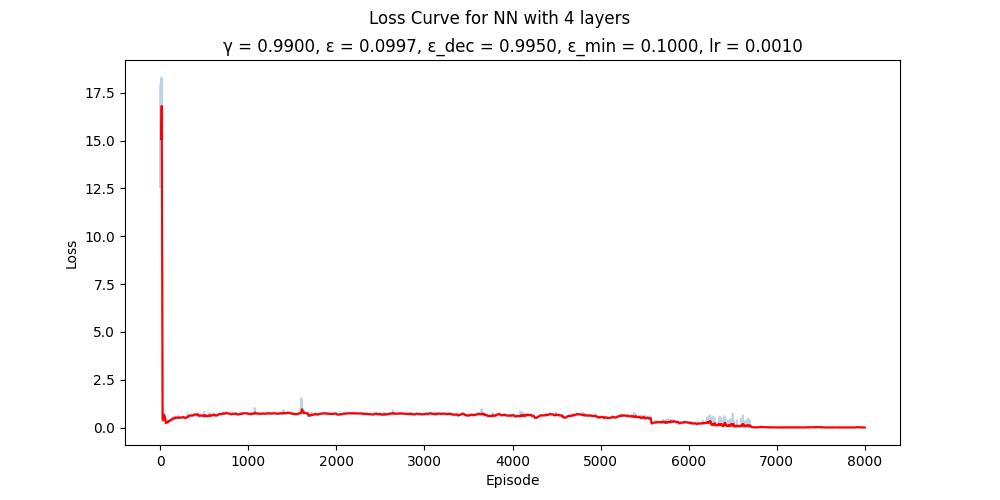 Loss Curve for NN with 4 layers
γ = 0.9900, ε = 0.0997, ε_dec = 0.9950, ε_min = 0.1000, lr = 0.0010
17.5
15.0
12.5
10.0
7.5
5.0
2.5
0.0
Loss
0 1000 2000 3000 4000 5000 6000 7000 8000
Episode